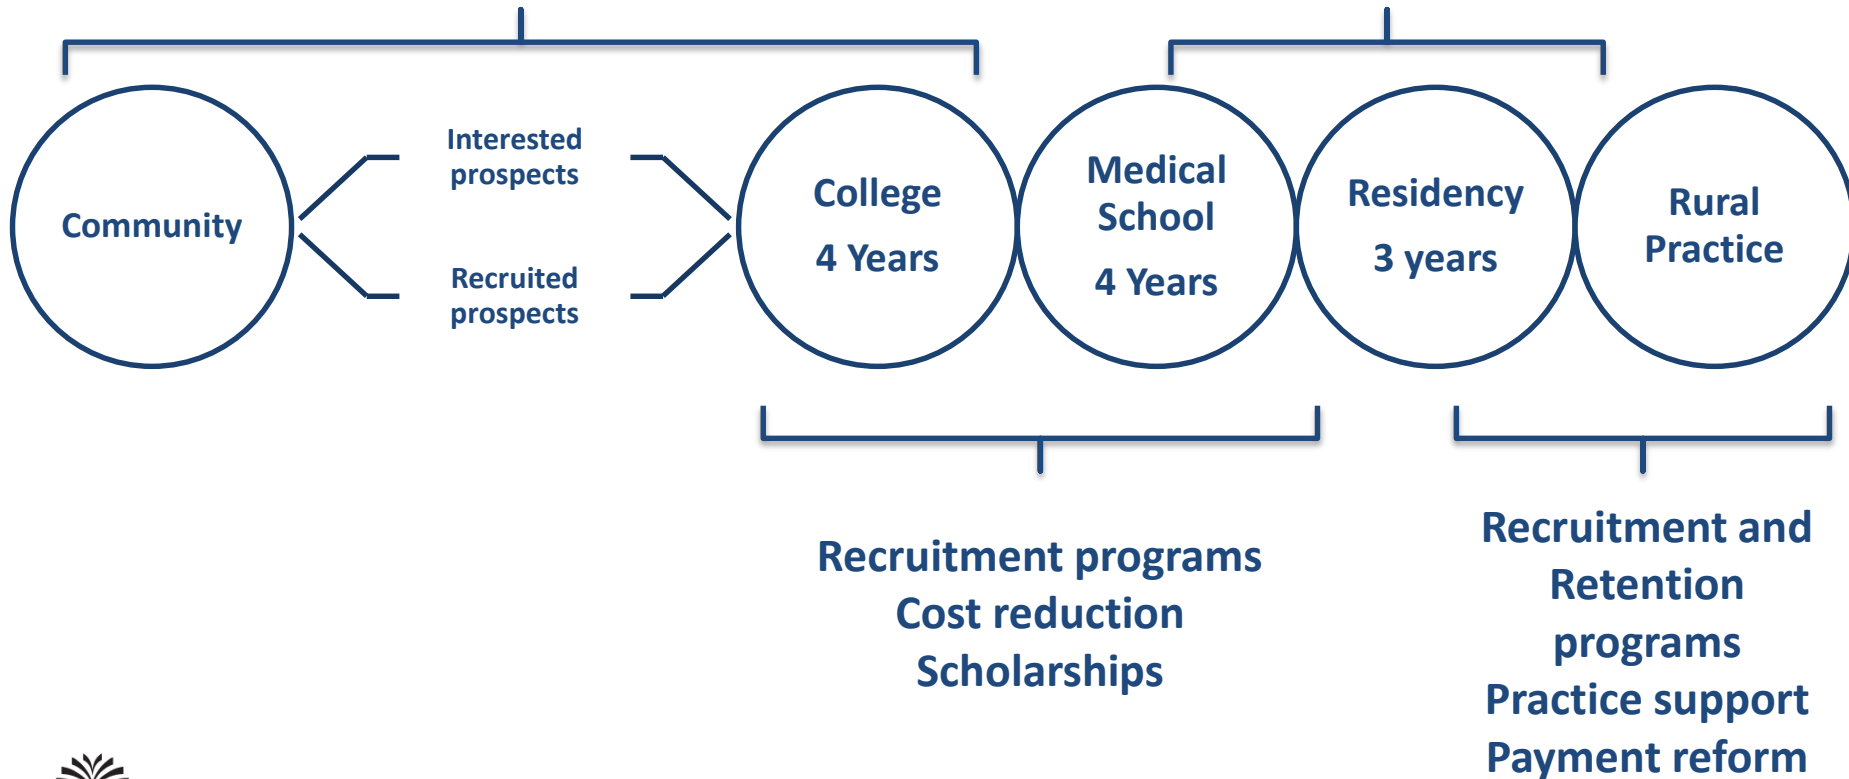 Community
Interested
prospects
Recruited
prospects
College
4 Years
Medical
School
4 Years
Residency
3 years
Rural
Practice
Recruitment programs
Cost reduction
Scholarships
Recruitment and
Retention
programs
Practice support
Payment reform